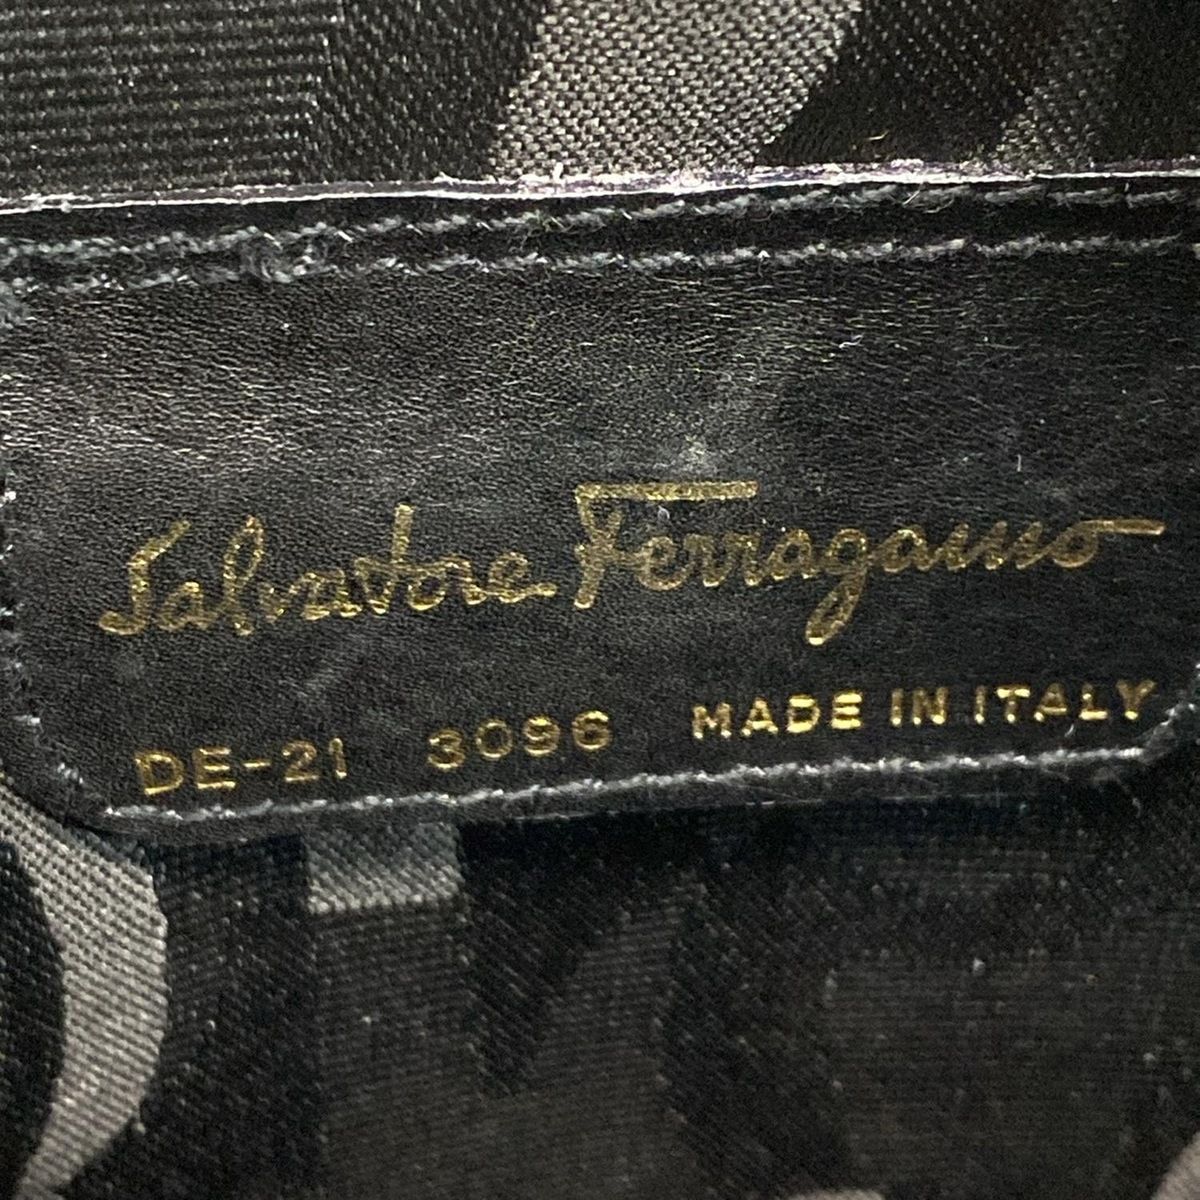 Salvatore Ferragamo
DE-21 3096 MADE IN ITALY